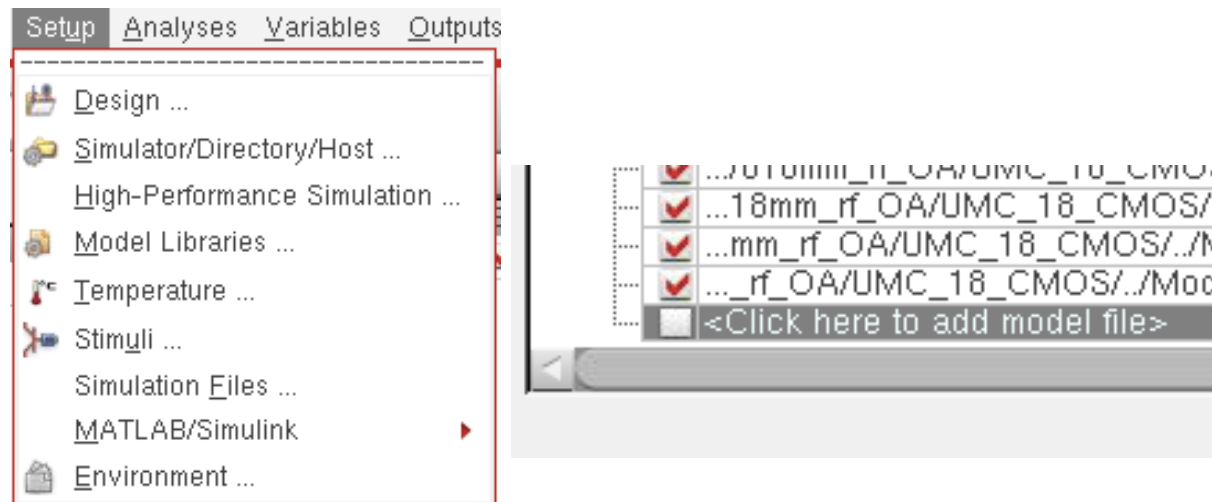 Setup Analyses Variables Outputs
Design ...
Simulator/Directory/Host ...
High-Performance Simulation ...
Model Libraries ...
Temperature ...
Stimuli ...
Simulation Files ...
MATLAB/Simulink
Environment ...
...18mm_rf_OA/UMC_18_CMOS/
...mm_rf_OA/UMC_18_CMOS/../M
..._rf_OA/UMC_18_CMOS/../Mod
<Click here to add model file>